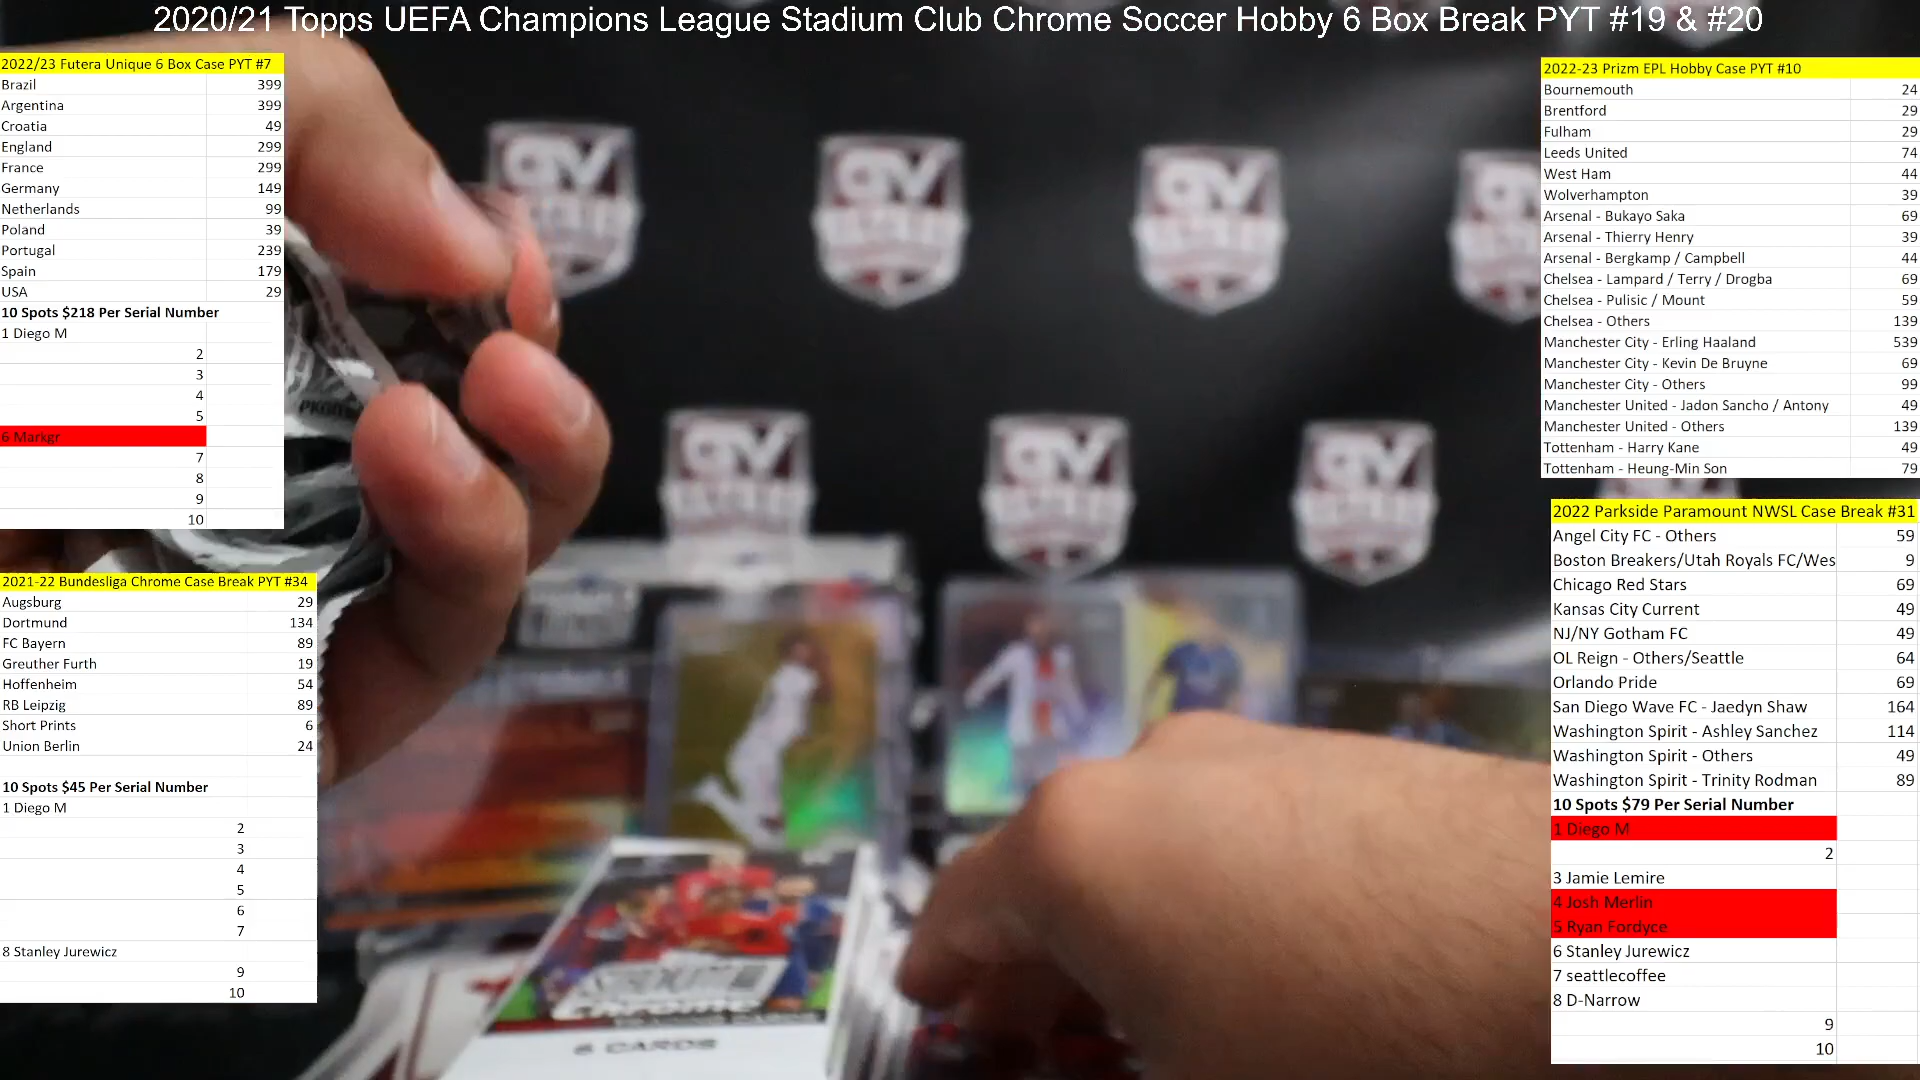 2020/21 Topps UEFA Champions League Stadium Club Chrome Soccer Hobby 6 Box Break PYT #19 & #20
2022/23 Futera Unique 6 Box Case PYT #7
Brazil 399
Argentina 399
Croatia 49
England 299
France 299
Germany 149
Netherlands 99
Poland 39
Portugal 239
Spain 179
USA 29
10 Spots $218 Per Serial Number
1 Diego M
2
3
4
5
6 Markgr
7
8
9
10
2021-22 Bundesliga Chrome Case Break PYT #34
Augsburg 29
Dortmund 134
FC Bayern 89
Greuther Furth 19
Hoffenheim 54
RB Leipzig 89
Short Prints 6
Union Berlin 24
10 Spots $45 Per Serial Number
1 Diego M
2
3
4
5
6
7
8 Stanley Jurewicz
9
10
2022-23 Prizm EPL Hobby Case PYT #10
Bournemouth 24
Brentford 29
Fulham 29
Leeds United 74
West Ham 44
Wolverhampton 39
Arsenal - Bukayo Saka 69
Arsenal - Thierry Henry 39
Arsenal - Bergkamp / Campbell 44
Chelsea - Lampard / Terry / Drogba 69
Chelsea - Pulisic / Mount 59
Chelsea - Others 139
Manchester City - Erling Haaland 539
Manchester City - Kevin De Bruyne 69
Manchester City - Others 99
Manchester United - Jadon Sancho / Antony 49
Manchester United - Others 139
Tottenham - Harry Kane 49
Tottenham - Heung-Min Son 79
2022 Parkside Paramount NWSL Case Break #31
Angel City FC - Others 59
Boston Breakers/Utah Royals FC/Wes 9
Chicago Red Stars 69
Kansas City Current 49
NJ/NY Gotham FC 49
OL Reign - Others/Seattle 64
Orlando Pride 69
San Diego Wave FC - Jaedyn Shaw 164
Washington Spirit - Ashley Sanchez 114
Washington Spirit - Others 49
Washington Spirit - Trinity Rodman 89
10 Spots $79 Per Serial Number
1 Diego M
2
3 Jamie Lemire
4 Josh Merlin
5 Ryan Fordyce
6 Stanley Jurewicz
7 seattlecoffee
8 D-Narrow
9
10
chrome
6 CARDS